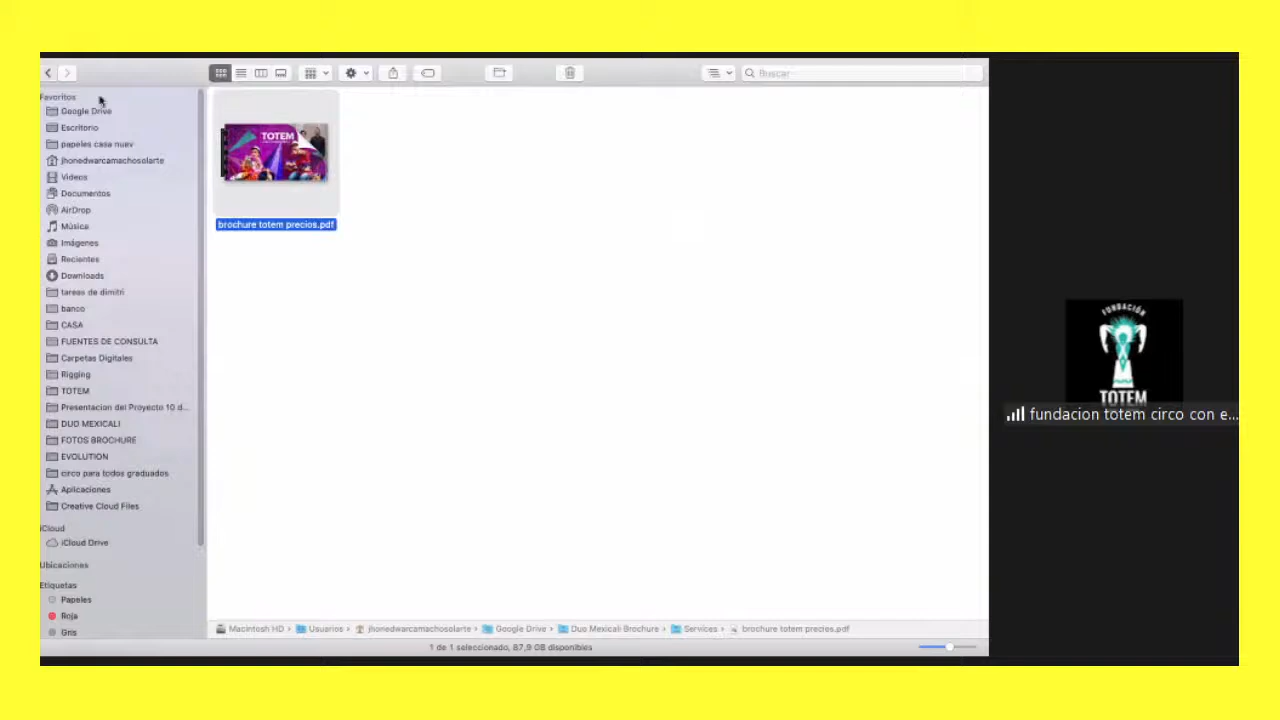 Buscar
Favoritos
Google Drive
Escritorio
papeles casa nuev
jhonedwarcamachosolarte
Videos
Documentos
AirDrop
Música
Imágenes
Recientes
Downloads
tareas de dimitri
banco
CASA
FUENTES DE CONSULTA
Carpetas Digitales
Rigging
TOTEM
Presentacion del Proyecto 10 d...
DUO MEXICALI
FOTOS BROCHURE
EVOLUTION
circo para todos graduados
Aplicaciones
Creative Cloud Files
iCloud
iCloud Drive
Ubicaciones
Etiquetas
Papeles
Roja
Gris
TOTEM
brochure totem precios.pdf
Macintosh HD › Usuarios › jhonedwarcamachosolarte › Google Drive › Duo Mexicali Brochure › Services › brochure totem precios.pdf
1 de 1 seleccionado, 87,9 GB disponibles
FUNDACIÓN
TOTEM
fundacion totem circo con e...